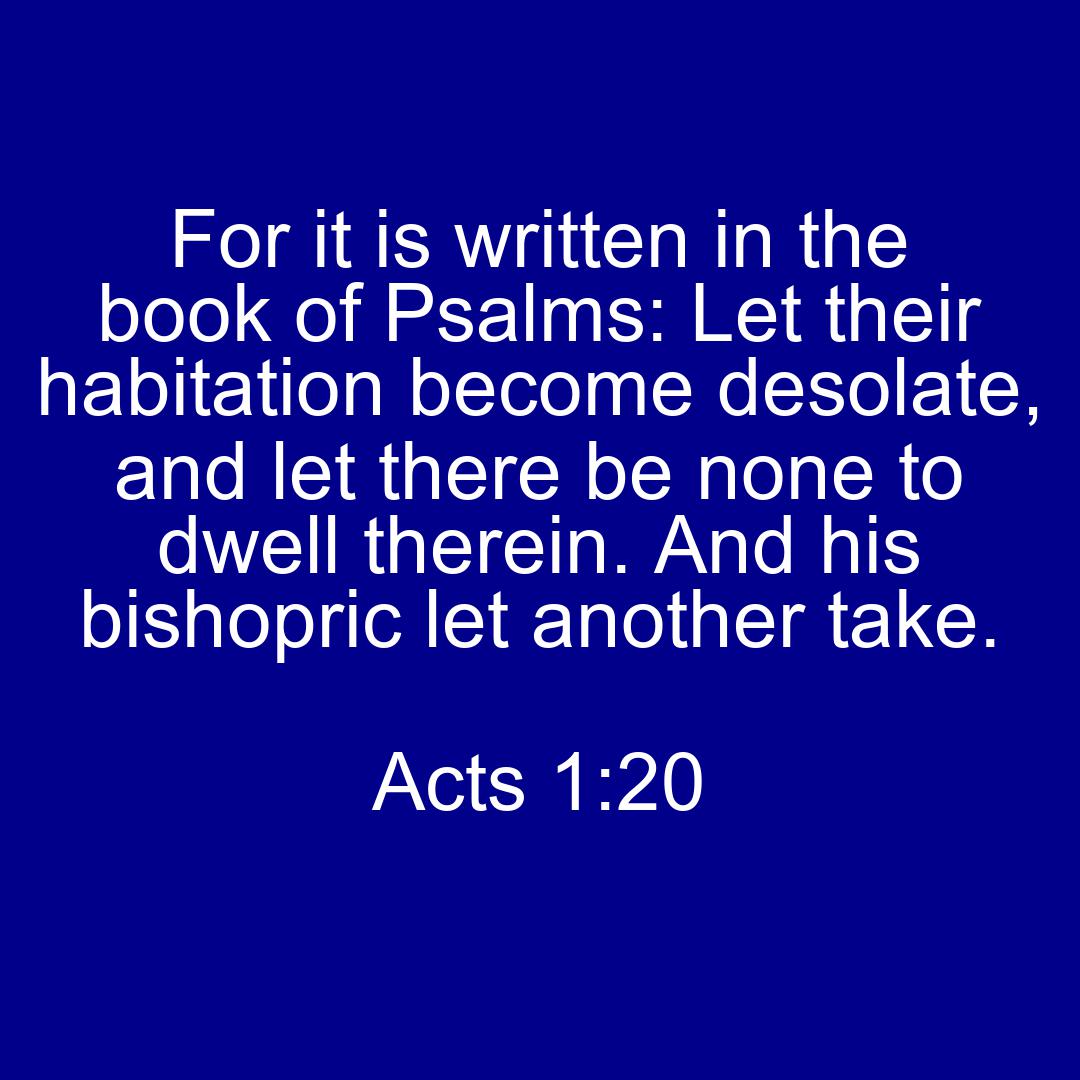 For it is written in the
book of Psalms: Let their
habitation become desolate,
and let there be none to
dwell therein. And his
bishopric let another take.
Acts 1:20